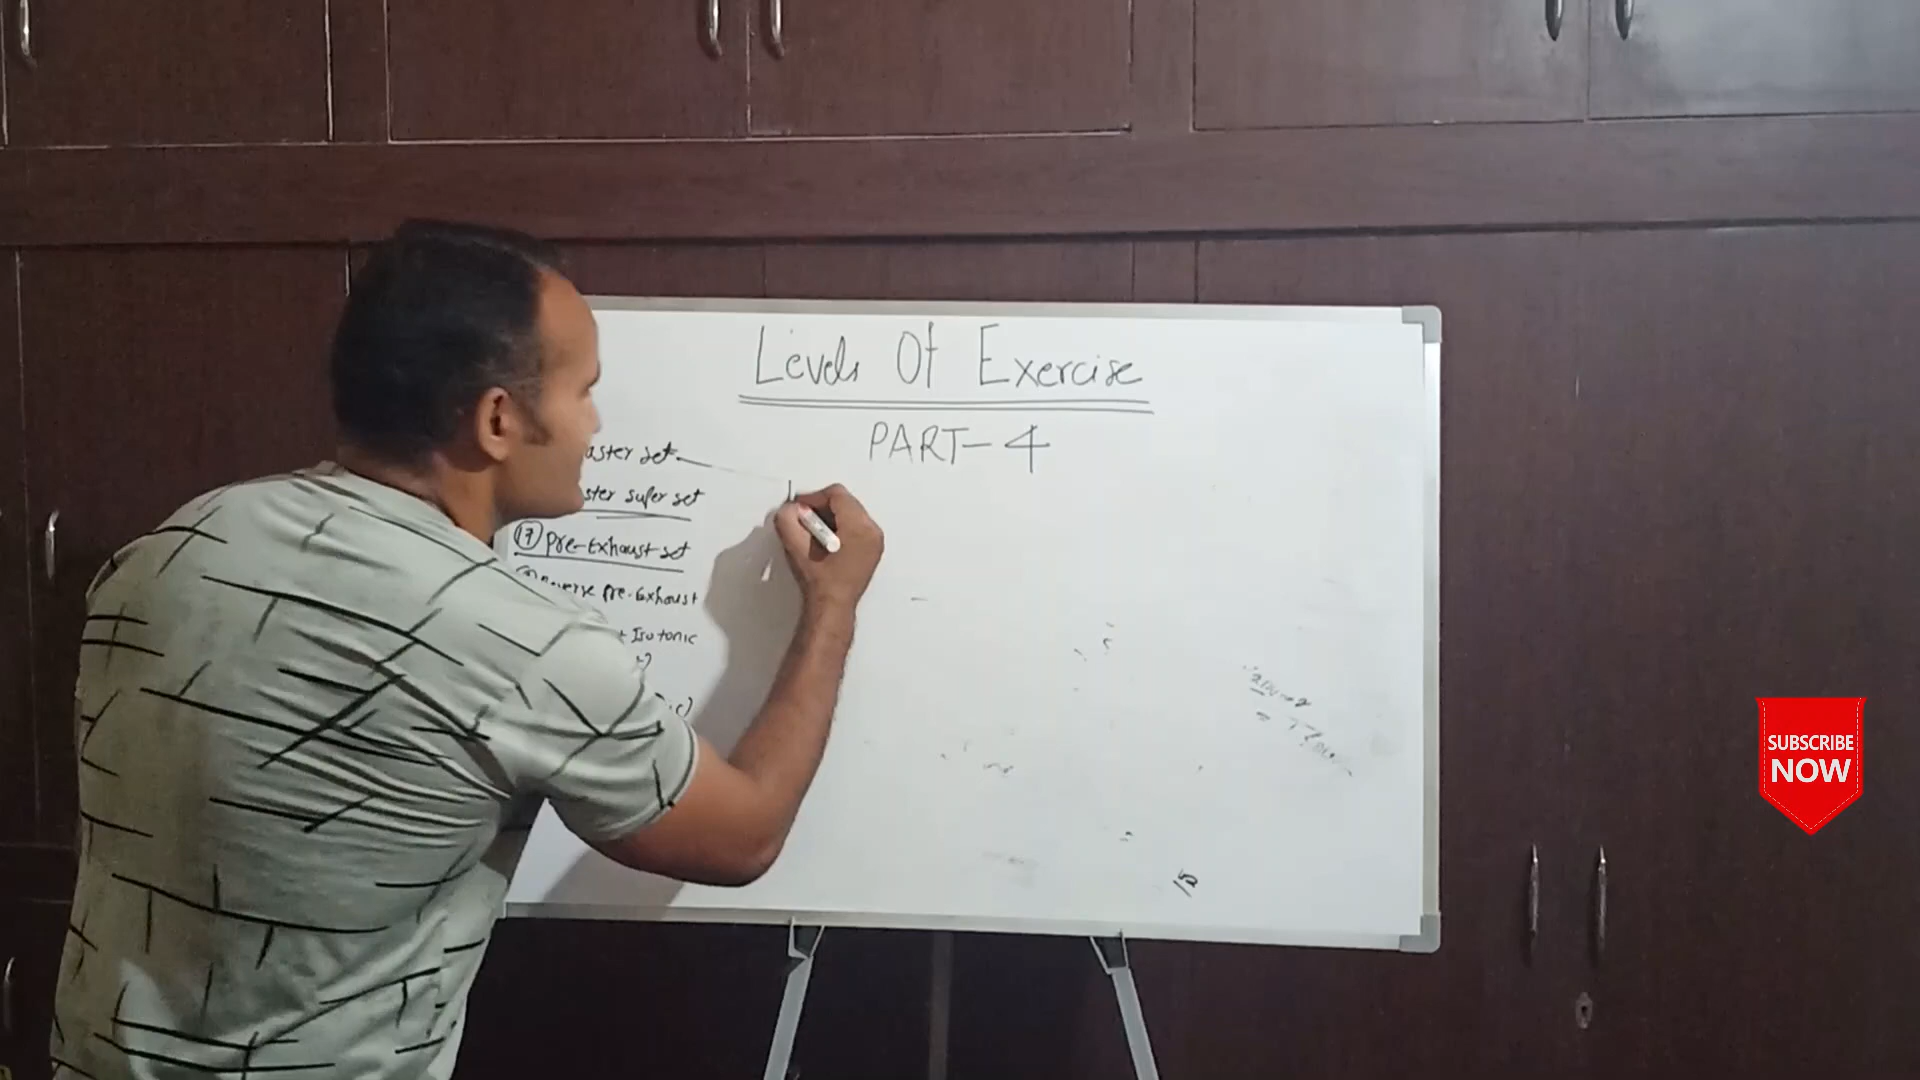 Levels Of Exercise
PART-4
aster set
ster super set
17 Pre-Exhaust set
Pre-Exhaust
Isotonic
SUBSCRIBE
NOW